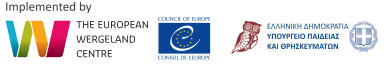 Implemented by
THE EUROPEAN
WERGELAND
CENTRE
COUNCIL OF EUROPE
CONSEIL DE L'EUROPE
ΕΛΛΗΝΙΚΗ ΔΗΜΟΚΡΑΤΙΑ
ΥΠΟΥΡΓΕΙΟ ΠΑΙΔΕΙΑΣ
ΚΑΙ ΘΡΗΣΚΕΥΜΑΤΩΝ